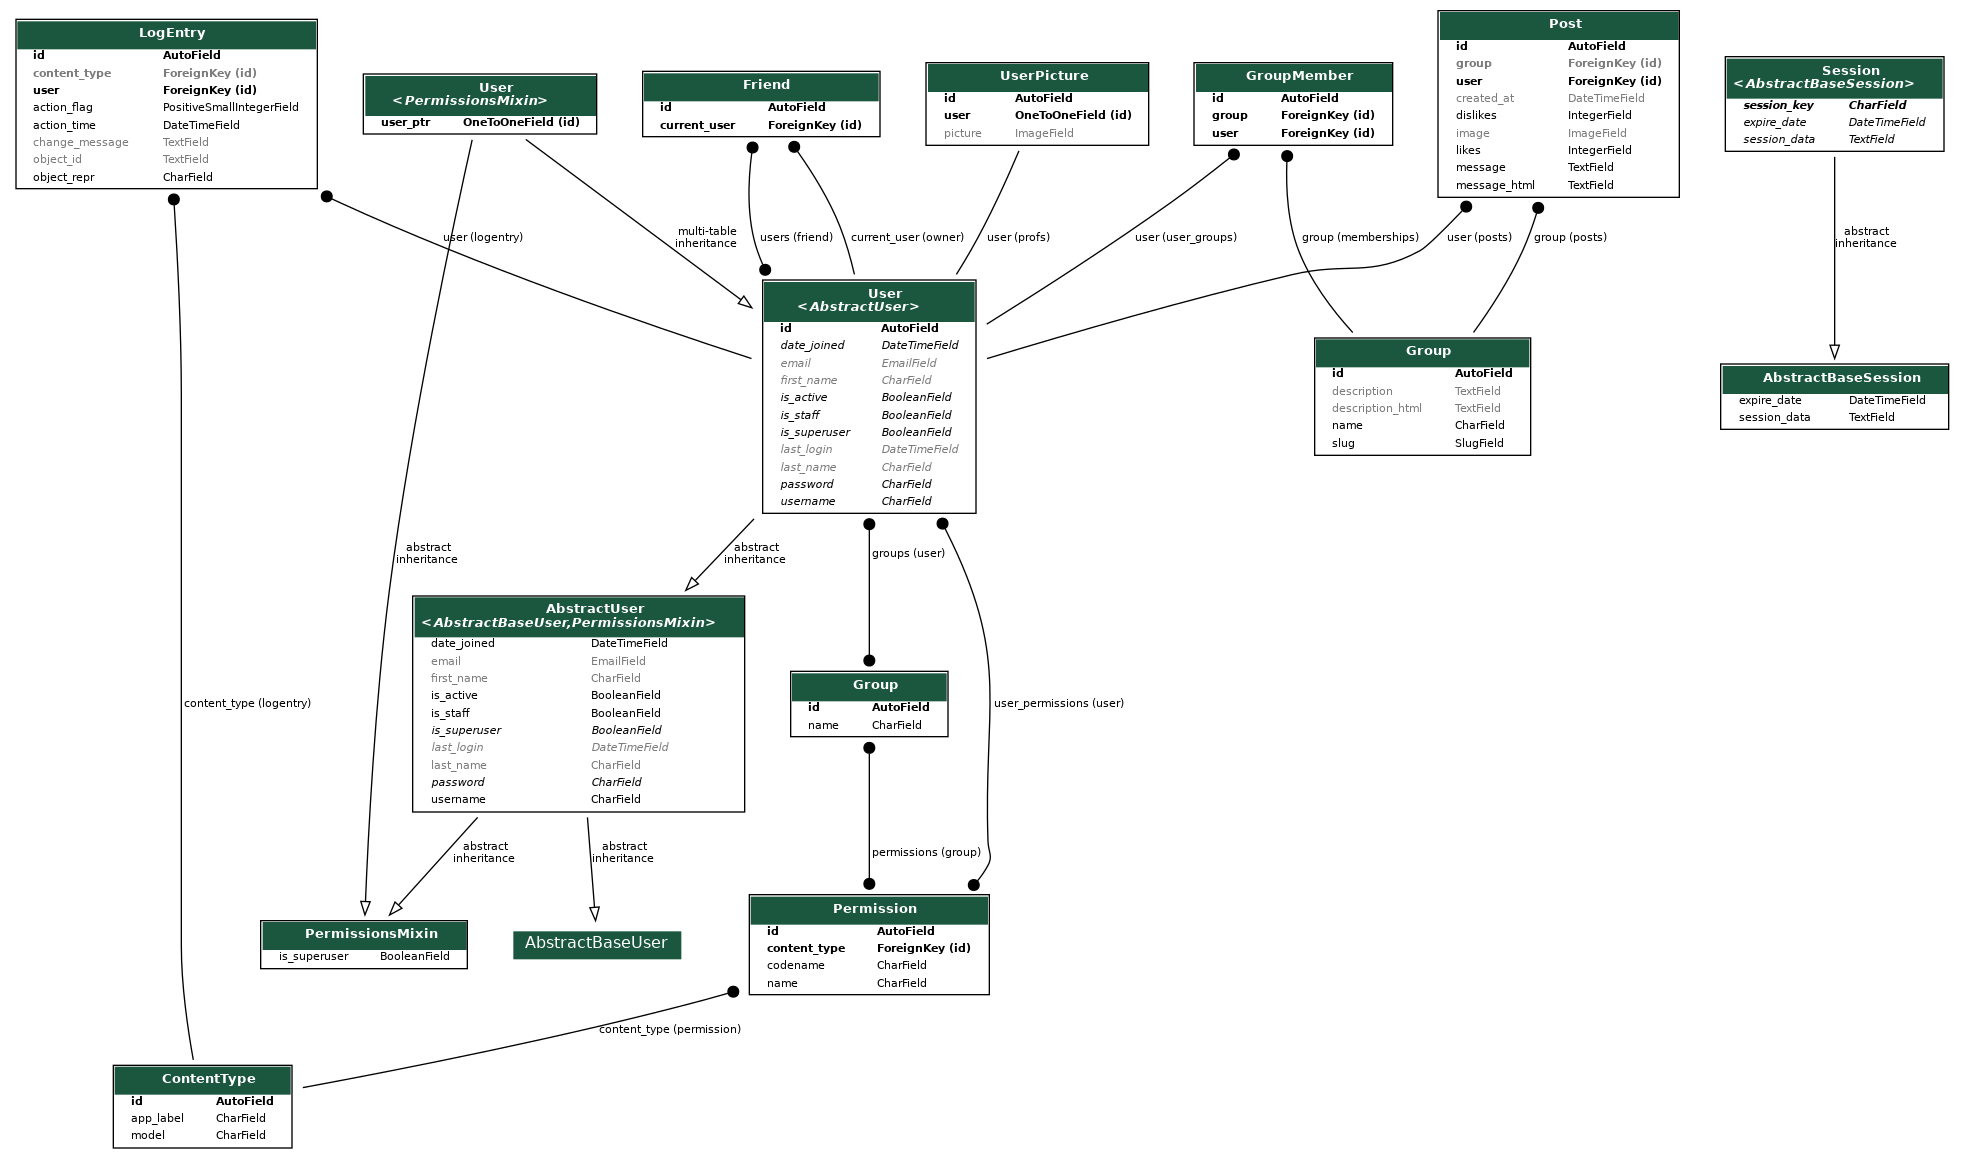 LogEntry
id AutoField
content_type ForeignKey (id)
user ForeignKey (id)
action_flag PositiveSmallIntegerField
action_time DateTimeField
change_message TextField
object_id TextField
object_repr CharField
User
<PermissionsMixin>
user_ptr OneToOneField (id)
Friend
id AutoField
current_user ForeignKey (id)
UserPicture
id AutoField
user OneToOneField (id)
picture ImageField
GroupMember
id AutoField
group ForeignKey (id)
user ForeignKey (id)
Post
id AutoField
group ForeignKey (id)
user ForeignKey (id)
created_at DateTimeField
dislikes IntegerField
image ImageField
likes IntegerField
message TextField
message_html TextField
Session
<AbstractBaseSession>
session_key CharField
expire_date DateTimeField
session_data TextField
user (logentry)
multi-table
inheritance
users (friend)
current_user (owner)
user (profs)
user (user_groups)
group (memberships)
user (posts)
group (posts)
abstract
inheritance
User
<AbstractUser>
id AutoField
date_joined DateTimeField
email EmailField
first_name CharField
is_active BooleanField
is_staff BooleanField
is_superuser BooleanField
last_login DateTimeField
last_name CharField
password CharField
username CharField
Group
id AutoField
description TextField
description_html TextField
name CharField
slug SlugField
AbstractBaseSession
expire_date DateTimeField
session_data TextField
abstract
inheritance
abstract
inheritance
groups (user)
AbstractUser
<AbstractBaseUser,PermissionsMixin>
date_joined DateTimeField
email EmailField
first_name CharField
is_active BooleanField
is_staff BooleanField
is_superuser BooleanField
last_login DateTimeField
last_name CharField
password CharField
username CharField
Group
id AutoField
name CharField
content_type (logentry)
user_permissions (user)
abstract
inheritance
abstract
inheritance
permissions (group)
PermissionsMixin
is_superuser BooleanField
AbstractBaseUser
Permission
id AutoField
content_type ForeignKey (id)
codename CharField
name CharField
content_type (permission)
ContentType
id AutoField
app_label CharField
model CharField